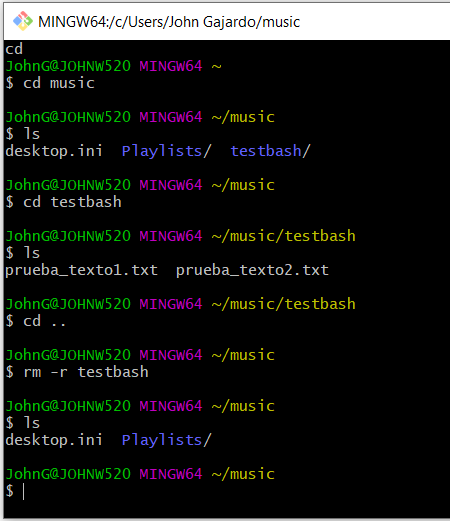 MINGW64:/c/Users/John Gajardo/music
cd
JohnG@JOHNW520 MINGW64 ~
$ cd music
JohnG@JOHNW520 MINGW64 ~/music
$ ls
desktop.ini  Playlists/  testbash/
JohnG@JOHNW520 MINGW64 ~/music
$ cd testbash
JohnG@JOHNW520 MINGW64 ~/music/testbash
$ ls
prueba_texto1.txt  prueba_texto2.txt
JohnG@JOHNW520 MINGW64 ~/music/testbash
$ cd ..
JohnG@JOHNW520 MINGW64 ~/music
$ rm -r testbash
JohnG@JOHNW520 MINGW64 ~/music
$ ls
desktop.ini  Playlists/
JohnG@JOHNW520 MINGW64 ~/music
$